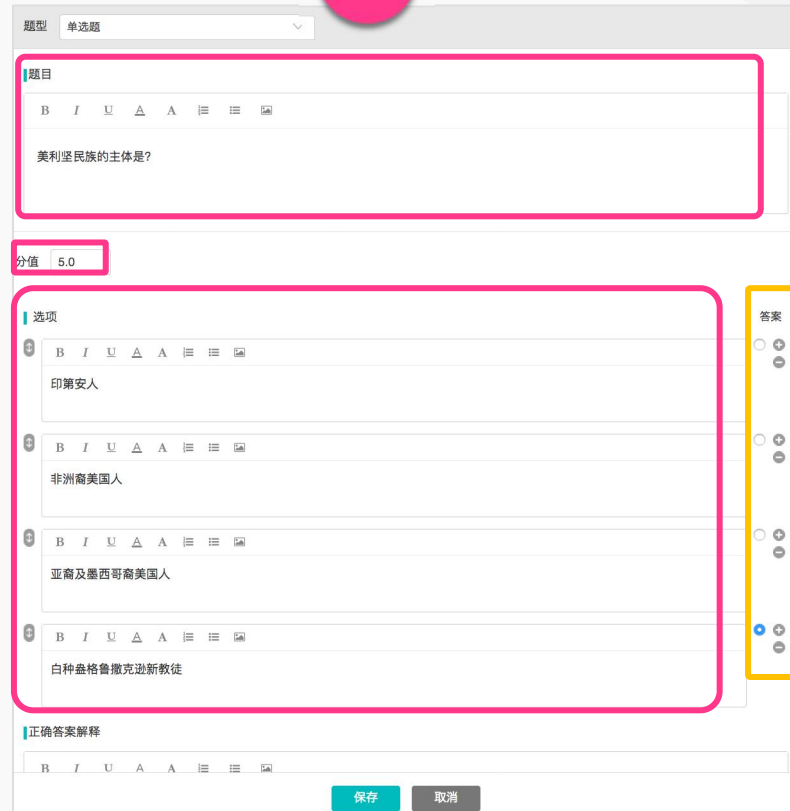 题型 单选题
题目
B I U A A
美利坚民族的主体是?
分值 5.0
选项 答案
B I U A A
印第安人
B I U A A
非洲裔美国人
B I U A A
亚裔及墨西哥裔美国人
B I U A A
白种盎格鲁撒克逊新教徒
正确答案解释
B I U A A
保存 取消